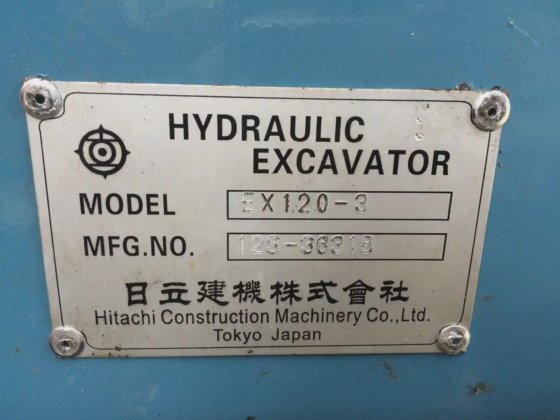 HYDRAULIC
EXCAVATOR
MODEL EX120-3
MFG.NO. 12S-36318
日立建機株式會社
Hitachi Construction Machinery Co.,Ltd.
Tokyo Japan